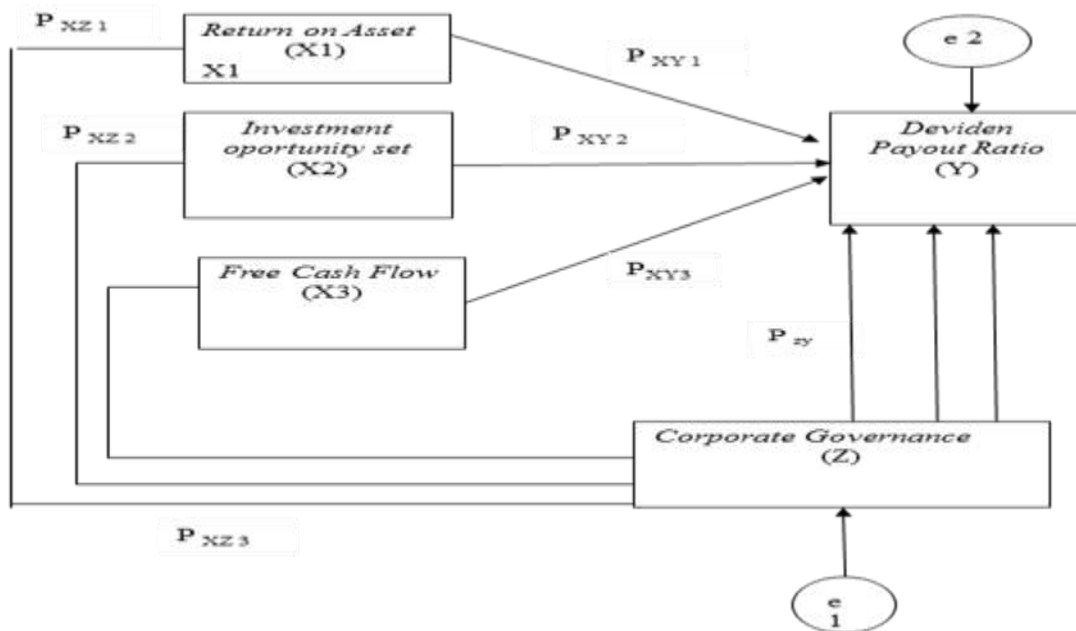 P XZ 1
Return on Asset
(X1)
X1
P XY 1
e 2
P XZ 2
Investment
oportunity set
(X2)
P XY 2
Deviden
Payout Ratio
(Y)
Free Cash Flow
(X3)
P XY3
P zy
Corporate Governance
(Z)
P XZ 3
e
1